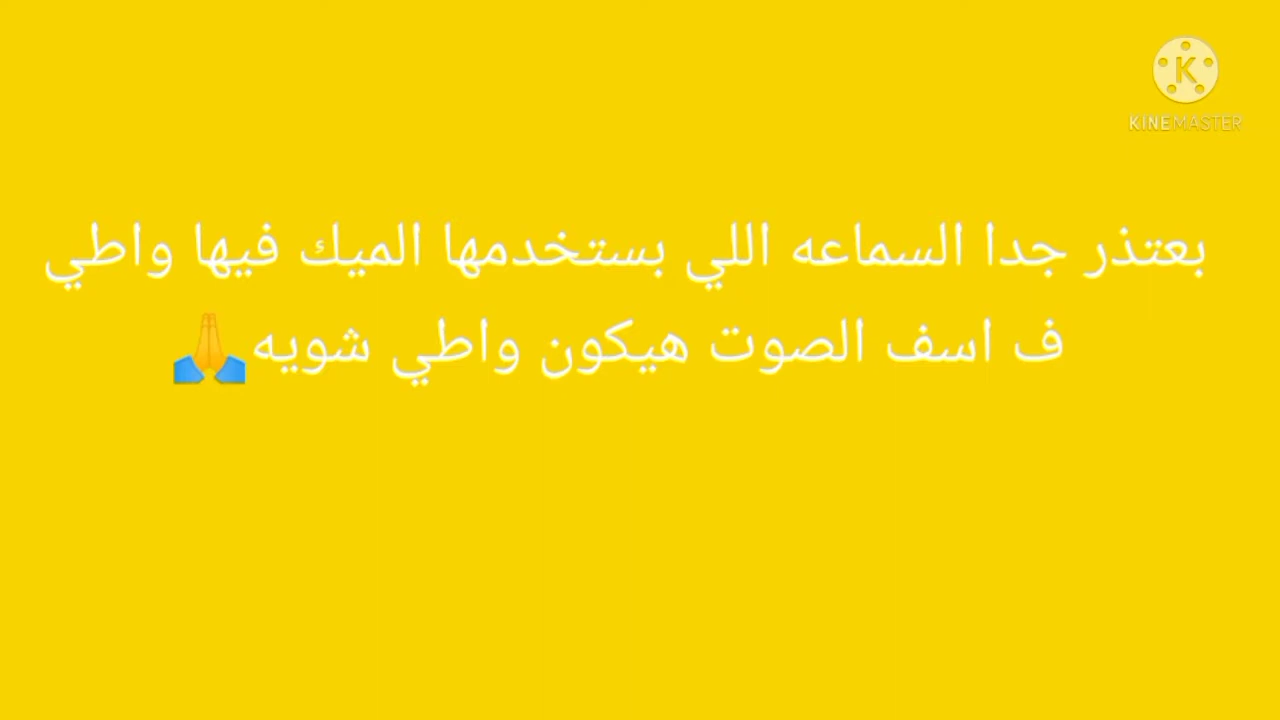 K
KINEMASTER
بعتذر جدا السماعه اللي بستخدمها الميك فيها واطي
ف اسف الصوت هيكون واطي شويه🙏